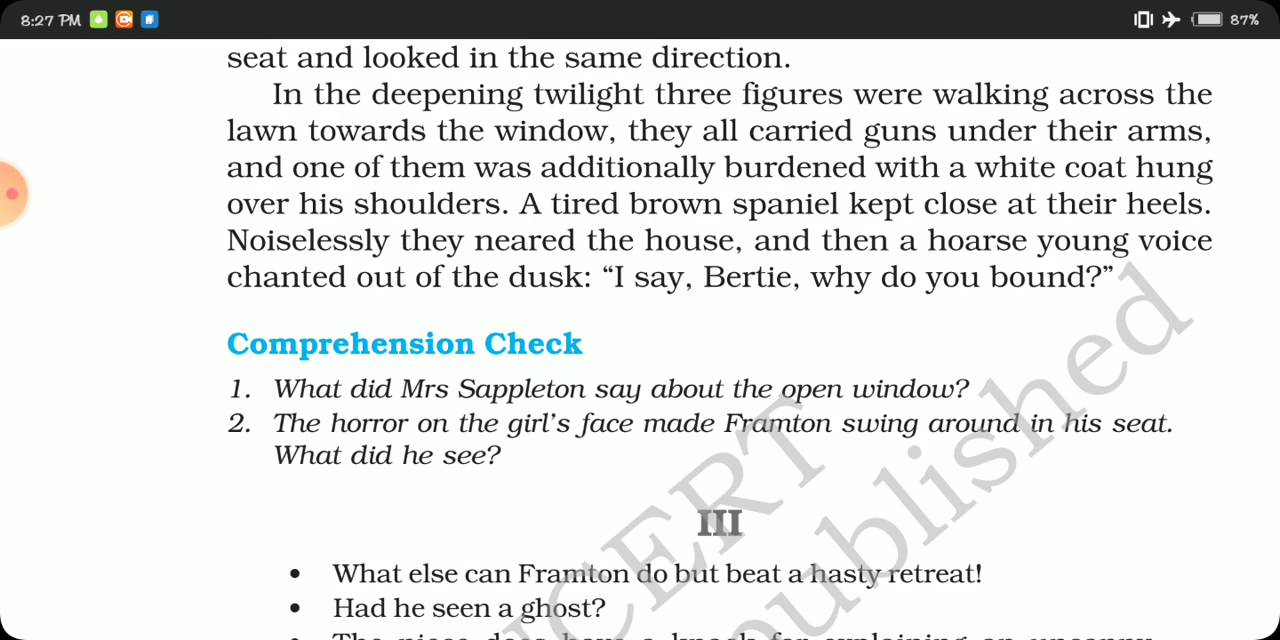 8:27 PM
87%
seat and looked in the same direction.
In the deepening twilight three figures were walking across the
lawn towards the window, they all carried guns under their arms,
and one of them was additionally burdened with a white coat hung
over his shoulders. A tired brown spaniel kept close at their heels.
Noiselessly they neared the house, and then a hoarse young voice
chanted out of the dusk: “I say, Bertie, why do you bound?”
Comprehension Check
1. What did Mrs Sappleton say about the open window?
2. The horror on the girl’s face made Framton swing around in his seat.
What did he see?
III
• What else can Framton do but beat a hasty retreat!
• Had he seen a ghost?